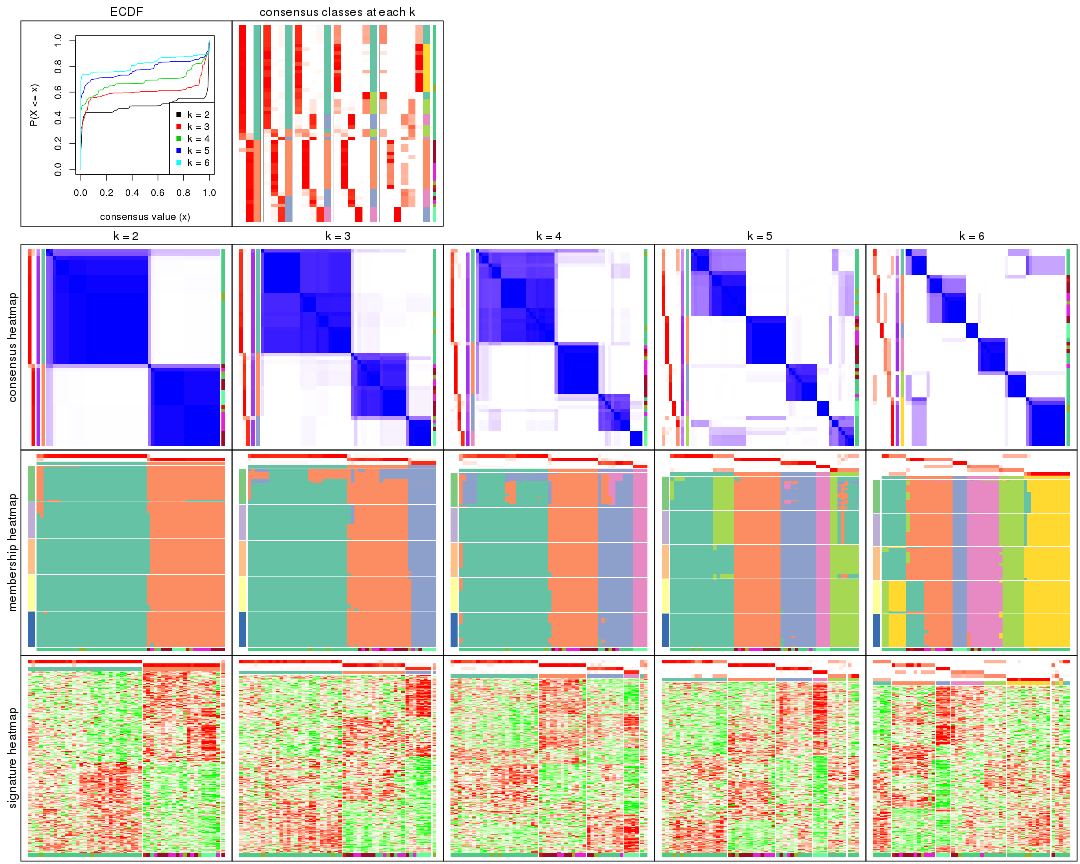 ECDF
consensus classes at each k
P(X <= x)
0.0 0.2 0.4 0.6 0.8 1.0
k = 2
k = 3
k = 4
k = 5
k = 6
0.0 0.2 0.4 0.6 0.8 1.0
consensus value (x)
k = 2
k = 3
k = 4
k = 5
k = 6
consensus heatmap
membership heatmap
signature heatmap